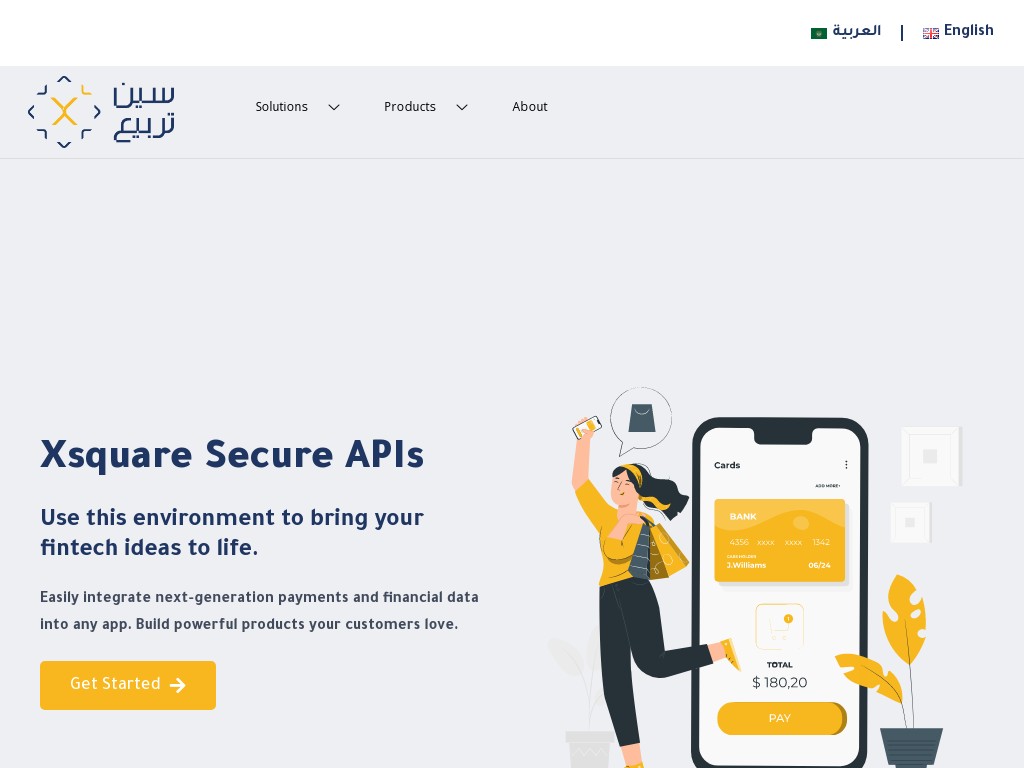 العربية
English
سين
تربيع
Solutions
Products
About
Xsquare Secure APIs
Use this environment to bring your
fintech ideas to life.
Easily integrate next-generation payments and financial data
into any app. Build powerful products your customers love.
Get Started
Cards
ADD MORE+
BANK
4356 xxxx xxxx 1342
CARDHOLDER
J.Williams 06/24
1
TOTAL
$ 180,20
PAY